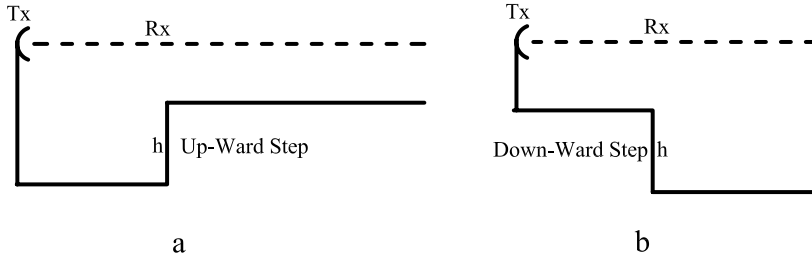 Tx
Rx
h Up-Ward Step
a
Tx
Rx
Down-Ward Step h
b